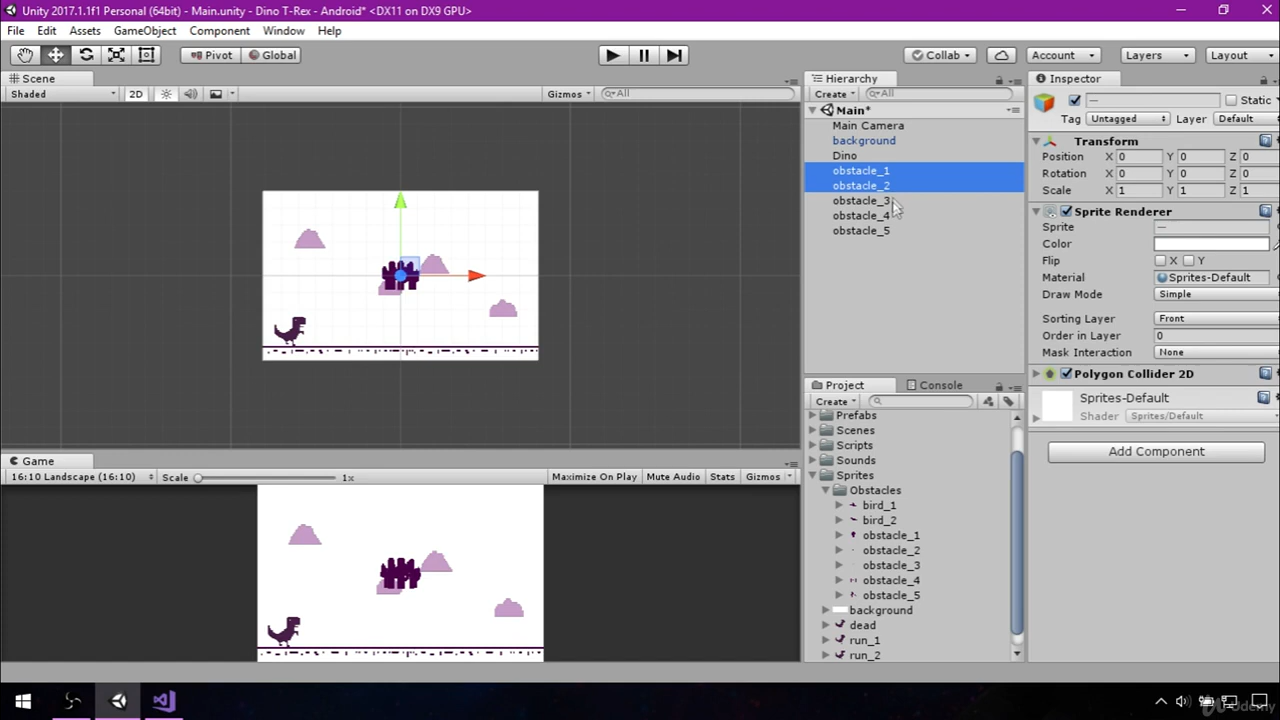 Unity 2017.1.1f1 Personal (64bit) - Main.unity - Dino T-Rex - Android* <DX11 on DX9 GPU>
File Edit Assets GameObject Component Window Help
Pivot Global Collab Account Layers Layout
Scene
Shaded 2D Gizmos All
Hierarchy
Create All
Main*
Main Camera
background
Dino
obstacle_1
obstacle_2
obstacle_3
obstacle_4
obstacle_5
Inspector
— Static
Tag Untagged Layer Default
Transform
Position X 0 Y 0 Z 0
Rotation X 0 Y 0 Z 0
Scale X 1 Y 1 Z 1
Sprite Renderer
Sprite —
Color
Flip X Y
Material Sprites-Default
Draw Mode Simple
Sorting Layer Front
Order in Layer 0
Mask Interaction None
Polygon Collider 2D
Sprites-Default
Shader Sprites/Default
Add Component
Game
16:10 Landscape (16:10) Scale 1x Maximize On Play Mute Audio Stats Gizmos
Project Console
Create
Prefabs
Scenes
Scripts
Sounds
Sprites
Obstacles
bird_1
bird_2
obstacle_1
obstacle_2
obstacle_3
obstacle_4
obstacle_5
background
dead
run_1
run_2
Udemy